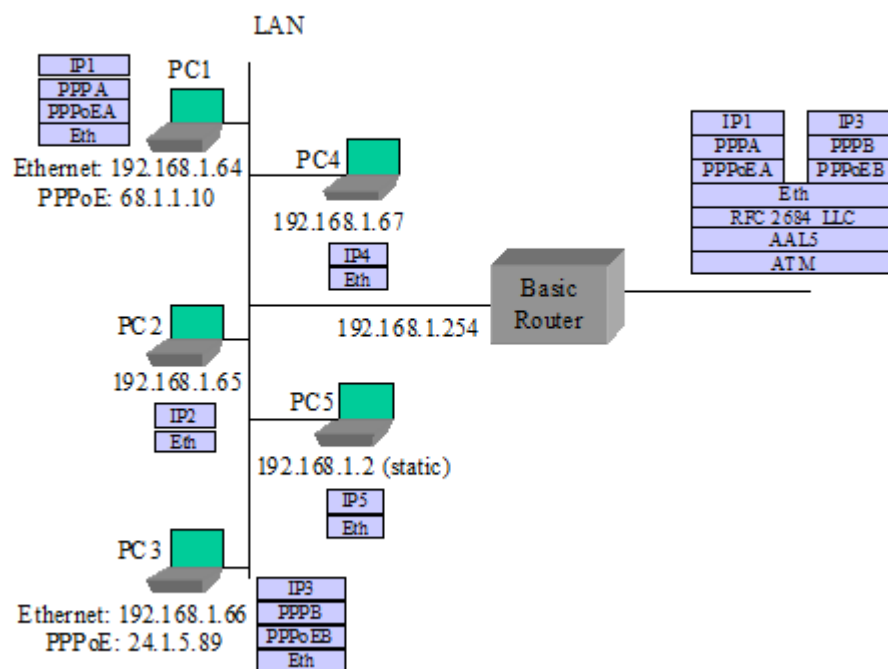 LAN
IP1
PPPA
PPPoEA
Eth
PC1
Ethernet: 192.168.1.64
PPPoE: 68.1.1.10
PC4
192.168.1.67
IP4
Eth
IP1
PPPA
PPPoEA
IP3
PPPB
PPPoEB
Eth
RFC 2684 LLC
AAL5
ATM
Basic
Router
192.168.1.254
PC2
192.168.1.65
IP2
Eth
PC5
192.168.1.2 (static)
IP5
Eth
PC3
Ethernet: 192.168.1.66
PPPoE: 24.1.5.89
IP3
PPPB
PPPoEB
Eth